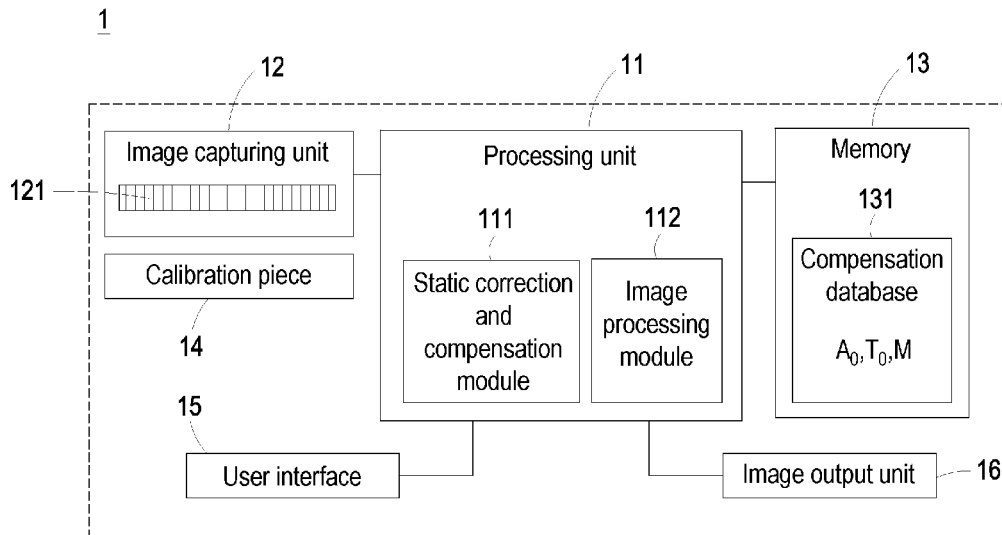 1
12
11
13
Image capturing unit
Processing unit
Memory
121
111
112
131
Calibration piece
Static correction
and
compensation
module
Image
processing
module
Compensation
database
A₀,T₀,M
14
15
User interface
Image output unit
16